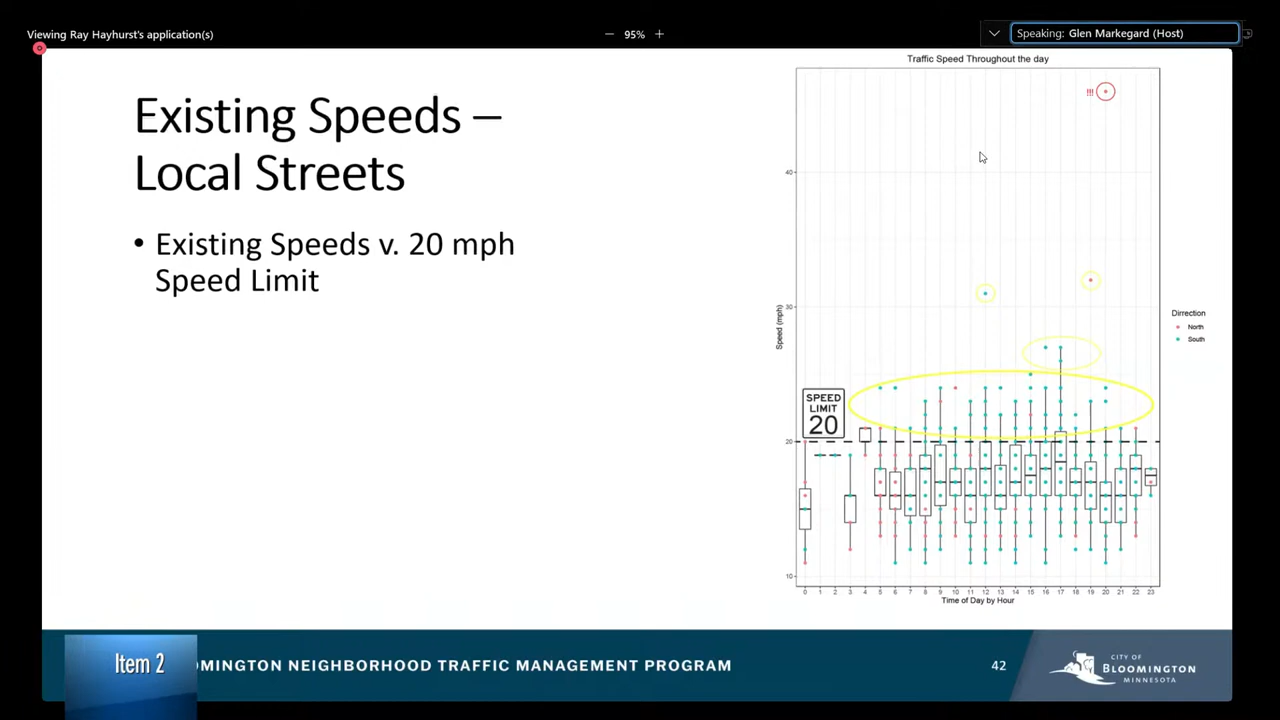 Viewing Ray Hayhurst's application(s)
95%
Speaking: Glen Markegard (Host)
Existing Speeds –
Local Streets
• Existing Speeds v. 20 mph
Speed Limit
Traffic Speed Throughout the day
!!!
40
30
20
10
Speed (mph)
SPEED
LIMIT
20
0 1 2 3 4 5 6 7 8 9 10 11 12 13 14 15 16 17 18 19 20 21 22 23
Time of Day by Hour
Dirrection
North
South
Item 2
OMINGTON NEIGHBORHOOD TRAFFIC MANAGEMENT PROGRAM
42
CITY OF
BLOOMINGTON
MINNESOTA